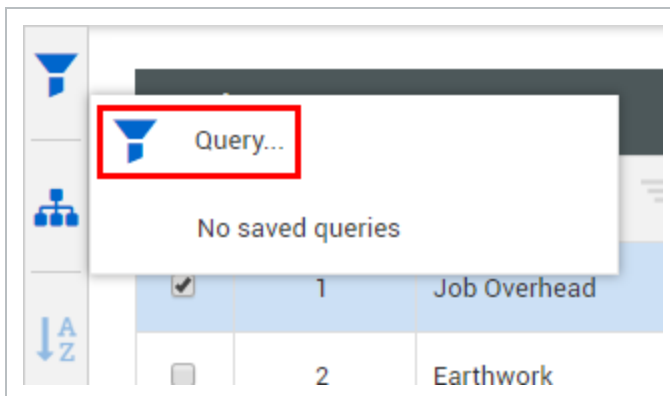 Query...
No saved queries
1 Job Overhead
A
Z
2 Earthwork